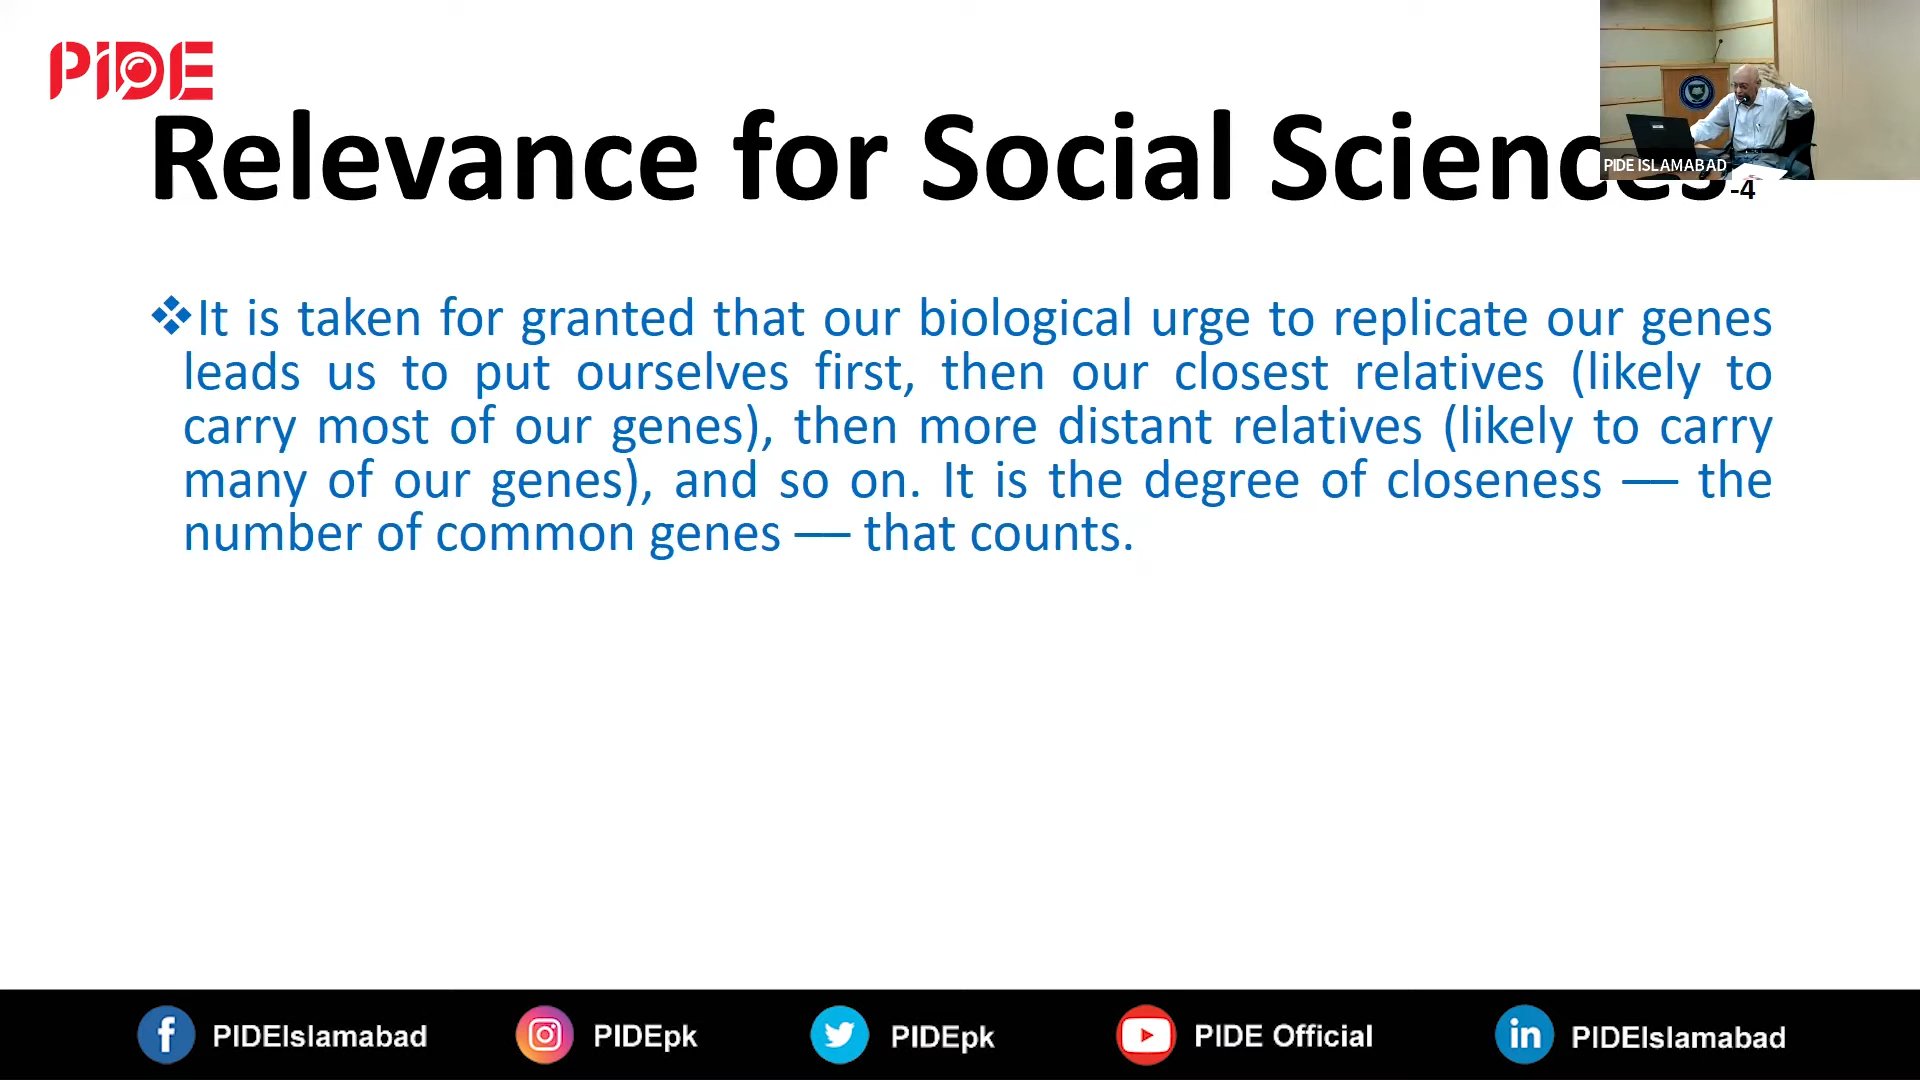 PIDE
Relevance for Social Sciences-4
PIDE ISLAMABAD
❖It is taken for granted that our biological urge to replicate our genes
leads us to put ourselves first, then our closest relatives (likely to
carry most of our genes), then more distant relatives (likely to carry
many of our genes), and so on. It is the degree of closeness — the
number of common genes — that counts.
PIDEIslamabad
PIDEpk
PIDEpk
PIDE Official
PIDEIslamabad